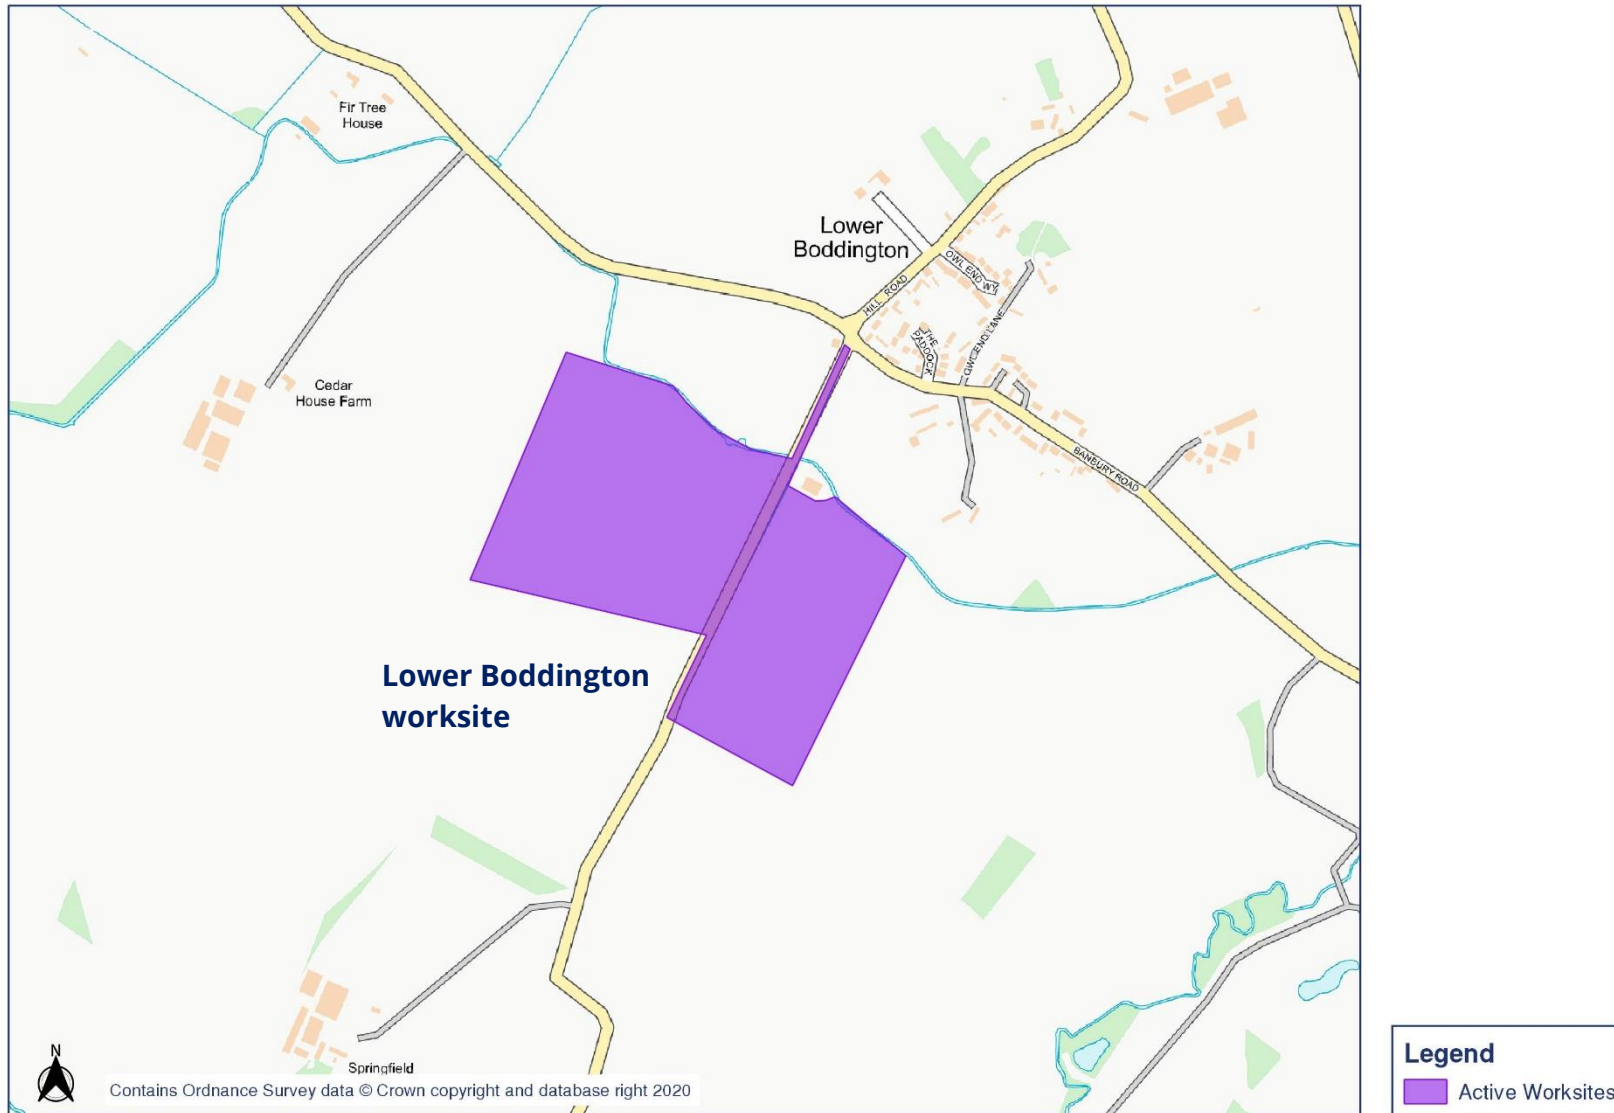 Fir Tree
House
Lower
Boddington
OWL END WY
HILL ROAD
THE
PADDOCK
OWL END LANE
Cedar
House Farm
BANBURY ROAD
Lower Boddington
worksite
N
Springfield
Contains Ordnance Survey data © Crown copyright and database right 2020
Legend
Active Worksites